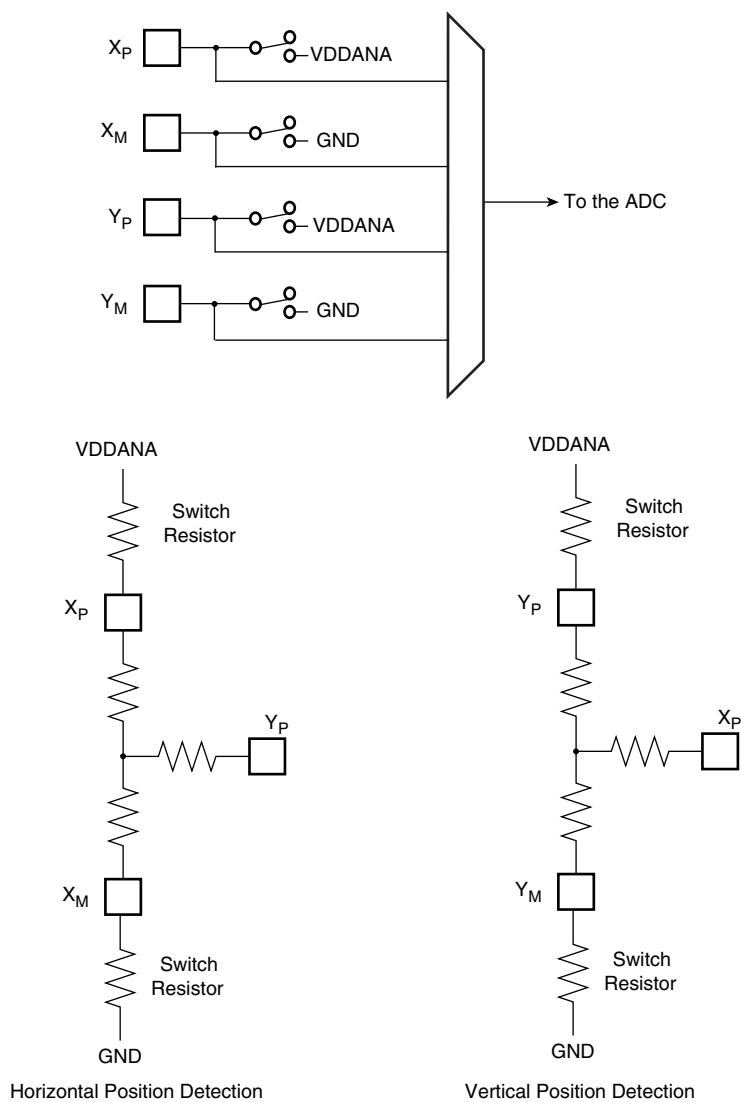 XP
VDDANA
XM
GND
YP
VDDANA
YM
GND
To the ADC
VDDANA
Switch
Resistor
XP
YP
XM
Switch
Resistor
GND
Horizontal Position Detection
VDDANA
Switch
Resistor
YP
XP
YM
Switch
Resistor
GND
Vertical Position Detection